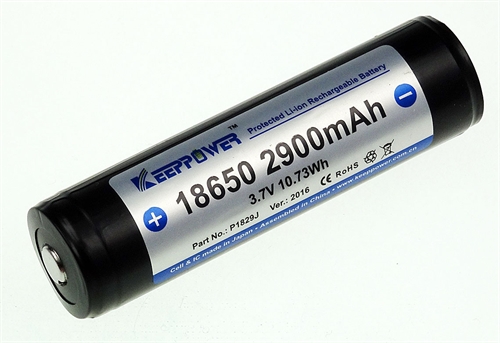 Protected Li-ion Rechargeable Battery
KEEPPOWER™
18650 2900mAh
3.7V 10.73Wh
+
-
CE RoHS
Part No.: P1829J Ver.: 2016 www.keeppower.com
Cell & IC made in Japan • Assembled in China •